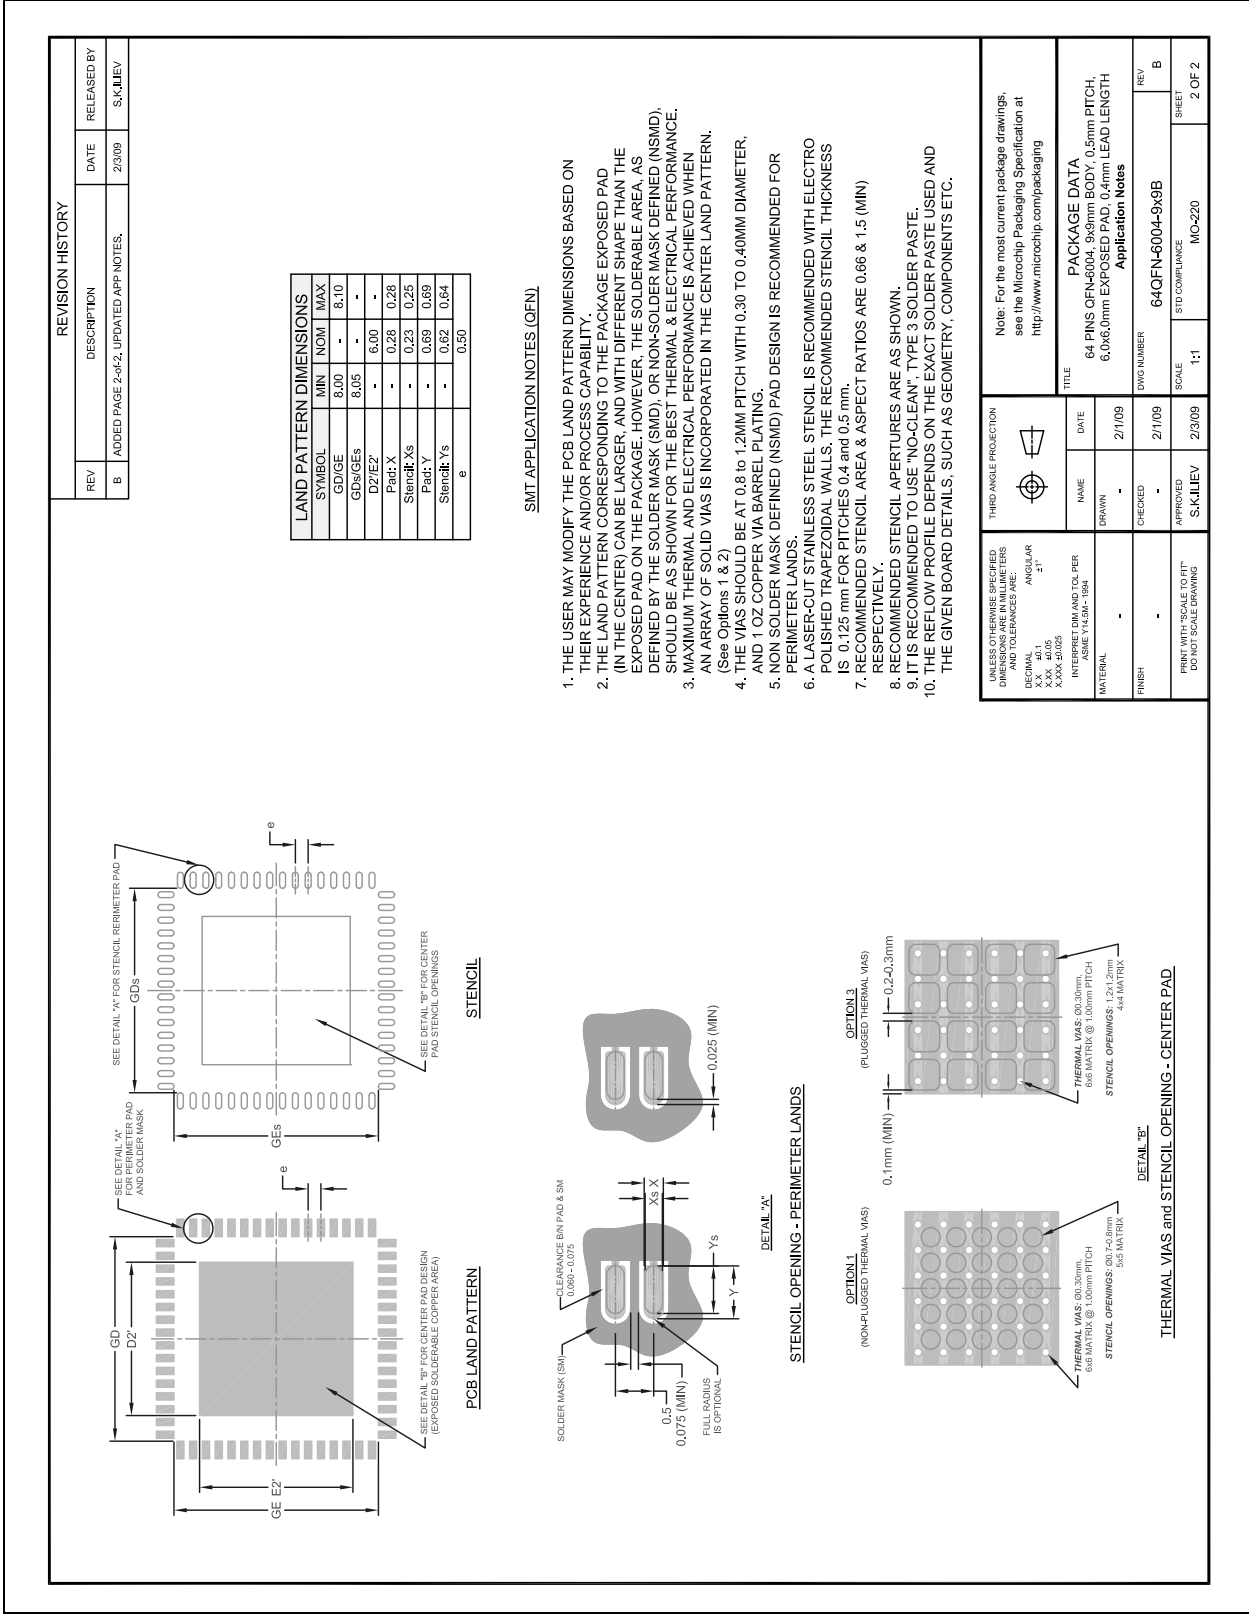 REVISION HISTORY
REV DESCRIPTION DATE RELEASED BY
B ADDED PAGE 2-of-2. UPDATED APP NOTES. 2/3/09 S.K.ILIEV
SEE DETAIL "A"
FOR PERIMETER PAD
AND SOLDER MASK
GD
D2'
e
GE
E2'
SEE DETAIL "B" FOR CENTER PAD DESIGN
(EXPOSED SOLDERABLE COPPER AREA)
PCB LAND PATTERN
SEE DETAIL "A" FOR STENCIL RERIMETER PAD
GDs
e
GEs
SEE DETAIL "B" FOR CENTER
PAD STENCIL OPENINGS
STENCIL
LAND PATTERN DIMENSIONS
SYMBOL MIN NOM MAX
GD/GE 8.00 - 8.10
GDs/GEs 8.05 - -
D2'/E2' - 6.00 -
Pad: X - 0.28 0.28
Stencil: Xs - 0.23 0.25
Pad: Y - 0.69 0.69
Stencil: Ys - 0.62 0.64
e 0.50
SOLDER MASK (SM)
CLEARANCE B/N PAD & SM
0.060 - 0.075
Xs X
Ys
Y
0.5
0.075 (MIN)
FULL RADIUS
IS OPTIONAL
0.025 (MIN)
DETAIL "A"
STENCIL OPENING - PERIMETER LANDS
OPTION 1
(NON-PLUGGED THERMAL VIAS)
THERMAL VIAS: Ø0.30mm,
6x6 MATRIX @ 1.00mm PITCH
STENCIL OPENINGS: Ø0.7-0.8mm
5x5 MATRIX
OPTION 3
(PLUGGED THERMAL VIAS)
0.1mm (MIN)
0.2-0.3mm
THERMAL VIAS: Ø0.30mm,
6x6 MATRIX @ 1.00mm PITCH
STENCIL OPENINGS: 1.2x1.2mm
4x4 MATRIX
DETAIL "B"
THERMAL VIAS and STENCIL OPENING - CENTER PAD
SMT APPLICATION NOTES (QFN)
1. THE USER MAY MODIFY THE PCB LAND PATTERN DIMENSIONS BASED ON
THEIR EXPERIENCE AND/OR PROCESS CAPABILITY.
2. THE LAND PATTERN CORRESPONDING TO THE PACKAGE EXPOSED PAD
(IN THE CENTER) CAN BE LARGER, AND WITH DIFFERENT SHAPE THAN THE
EXPOSED PAD ON THE PACKAGE. HOWEVER, THE SOLDERABLE AREA, AS
DEFINED BY THE SOLDER MASK (SMD), OR NON-SOLDER MASK DEFINED (NSMD),
SHOULD BE AS SHOWN FOR THE BEST THERMAL & ELECTRICAL PERFORMANCE.
3. MAXIMUM THERMAL AND ELECTRICAL PERFORMANCE IS ACHIEVED WHEN
AN ARRAY OF SOLID VIAS IS INCORPORATED IN THE CENTER LAND PATTERN.
(See Options 1 & 2)
4. THE VIAS SHOULD BE AT 0.8 to 1.2MM PITCH WITH 0.30 TO 0.40MM DIAMETER,
AND 1 OZ COPPER VIA BARREL PLATING.
5. NON SOLDER MASK DEFINED (NSMD) PAD DESIGN IS RECOMMENDED FOR
PERIMETER LANDS.
6. A LASER-CUT STAINLESS STEEL STENCIL IS RECOMMENDED WITH ELECTRO
POLISHED TRAPEZOIDAL WALLS. THE RECOMMENDED STENCIL THICKNESS
IS 0.125 mm FOR PITCHES 0.4 and 0.5 mm.
7. RECOMMENDED STENCIL AREA & ASPECT RATIOS ARE 0.66 & 1.5 (MIN)
RESPECTIVELY.
8. RECOMMENDED STENCIL APERTURES ARE AS SHOWN.
9. IT IS RECOMMENDED TO USE "NO-CLEAN", TYPE 3 SOLDER PASTE.
10. THE REFLOW PROFILE DEPENDS ON THE EXACT SOLDER PASTE USED AND
THE GIVEN BOARD DETAILS, SUCH AS GEOMETRY, COMPONENTS ETC.
UNLESS OTHERWISE SPECIFIED
DIMENSIONS ARE IN MILLIMETERS
AND TOLERANCES ARE:
DECIMAL ANGULAR
X.X ±0.1 ±1°
X.XX ±0.05
X.XXX ±0.025
INTERPRET DIM AND TOL PER
ASME Y14.5M - 1994
MATERIAL
-
FINISH
-
PRINT WITH "SCALE TO FIT"
DO NOT SCALE DRAWING
THIRD ANGLE PROJECTION
NAME DATE
DRAWN
- 2/1/09
CHECKED
- 2/1/09
APPROVED
S.K.ILIEV 2/3/09
Note: For the most current package drawings,
see the Microchip Packaging Specification at
http://www.microchip.com/packaging
TITLE
PACKAGE DATA
64 PINS QFN-6004, 9x9mm BODY, 0.5mm PITCH,
6.0x6.0mm EXPOSED PAD, 0.4mm LEAD LENGTH
Application Notes
DWG NUMBER
64QFN-6004-9x9B
REV
B
SCALE
1:1
STD COMPLIANCE
MO-220
SHEET
2 OF 2